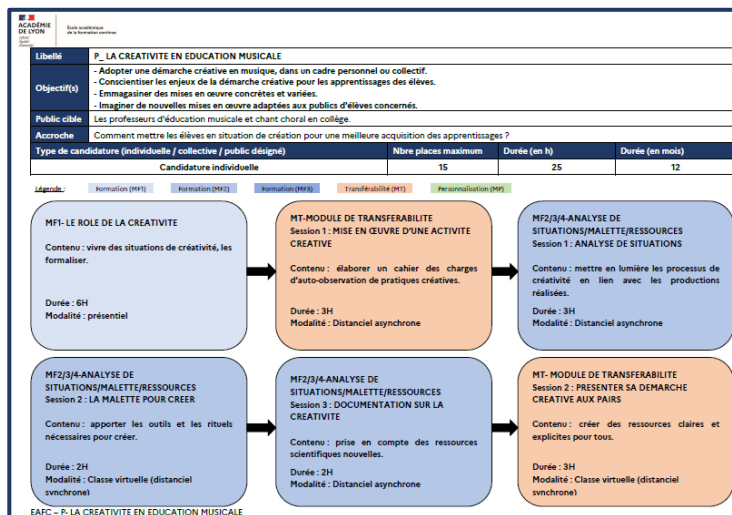 ACADÉMIE
DE LYON
Liberté
Égalité
Fraternité
École académique
de la formation continue
Libellé P_ LA CREATIVITE EN EDUCATION MUSICALE
Objectif(s)
- Adopter une démarche créative en musique, dans un cadre personnel ou collectif.
- Conscientiser les enjeux de la démarche créative pour les apprentissages des élèves.
- Emmagasiner des mises en œuvre concrètes et variées.
- Imaginer de nouvelles mises en œuvre adaptées aux publics d'élèves concernés.
Public cible Les professeurs d'éducation musicale et chant choral en collège.
Accroche Comment mettre les élèves en situation de création pour une meilleure acquisition des apprentissages ?
Type de candidature (individuelle / collective / public désigné) Nbre places maximum Durée (en h) Durée (en mois)
Candidature individuelle 15 25 12
Légende : Formation (MF1) Formation (MF2) Formation (MF3) Transférabilité (MT) Personnalisation (MP)
MF1- LE ROLE DE LA CREATIVITE
Contenu : vivre des situations de créativité, les
formaliser.
Durée : 6H
Modalité : présentiel
MT-MODULE DE TRANSFERABILITE
Session 1 : MISE EN ŒUVRE D'UNE ACTIVITE
CREATIVE
Contenu : élaborer un cahier des charges
d'auto-observation de pratiques créatives.
Durée : 3H
Modalité : Distanciel asynchrone
MF2/3/4-ANALYSE DE
SITUATIONS/MALETTE/RESSOURCES
Session 1 : ANALYSE DE SITUATIONS
Contenu : mettre en lumière les processus de
créativité en lien avec les productions
réalisées.
Durée : 3H
Modalité : Distanciel asynchrone
MF2/3/4-ANALYSE DE
SITUATIONS/MALETTE/RESSOURCES
Session 2 : LA MALETTE POUR CREER
Contenu : apporter les outils et les rituels
nécessaires pour créer.
Durée : 2H
Modalité : Classe virtuelle (distanciel
synchrone)
MF2/3/4-ANALYSE DE
SITUATIONS/MALETTE/RESSOURCES
Session 3 : DOCUMENTATION SUR LA
CREATIVITE
Contenu : prise en compte des ressources
scientifiques nouvelles.
Durée : 2H
Modalité : Distanciel asynchrone
MT- MODULE DE TRANSFERABILITE
Session 2 : PRESENTER SA DEMARCHE
CREATIVE AUX PAIRS
Contenu : créer des ressources claires et
explicites pour tous.
Durée : 3H
Modalité : Classe virtuelle (distanciel
synchrone)
EAFC – P- LA CREATIVITE EN EDUCATION MUSICALE